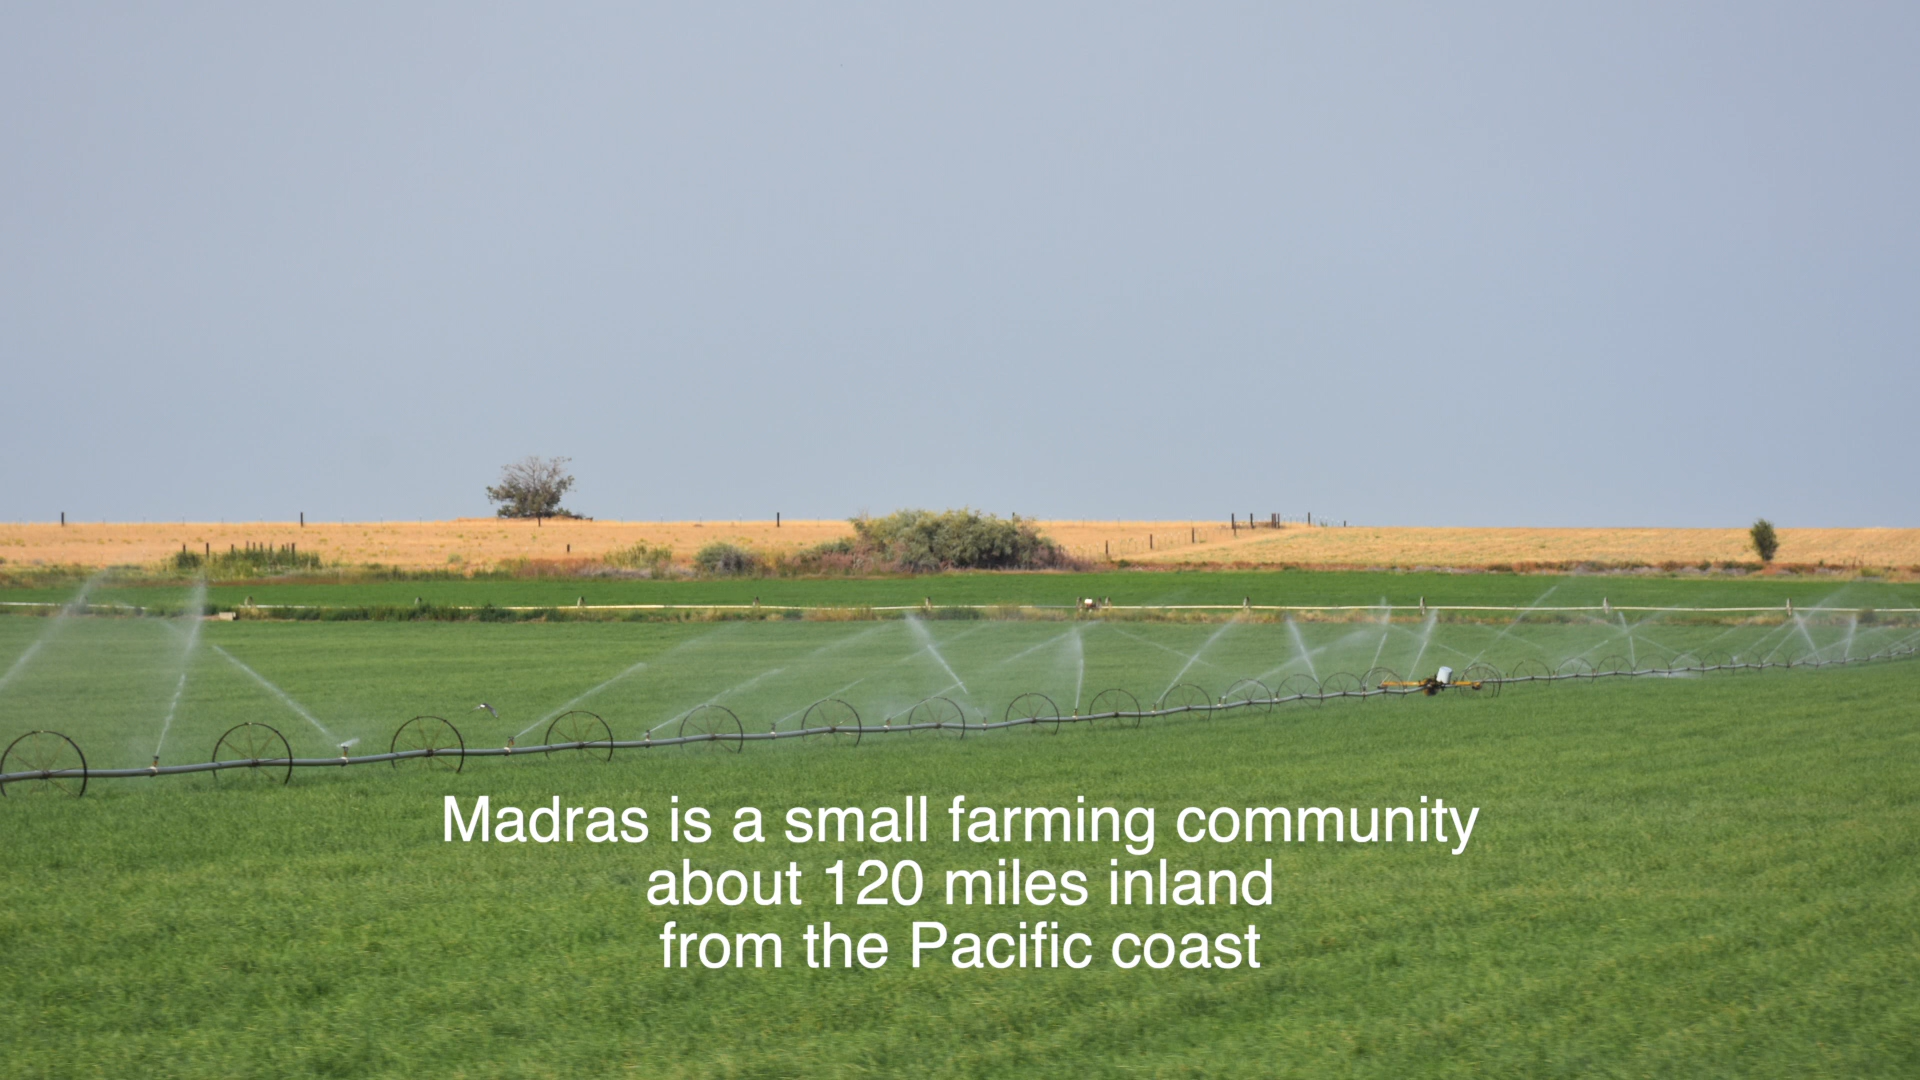 Madras is a small farming community
about 120 miles inland
from the Pacific coast